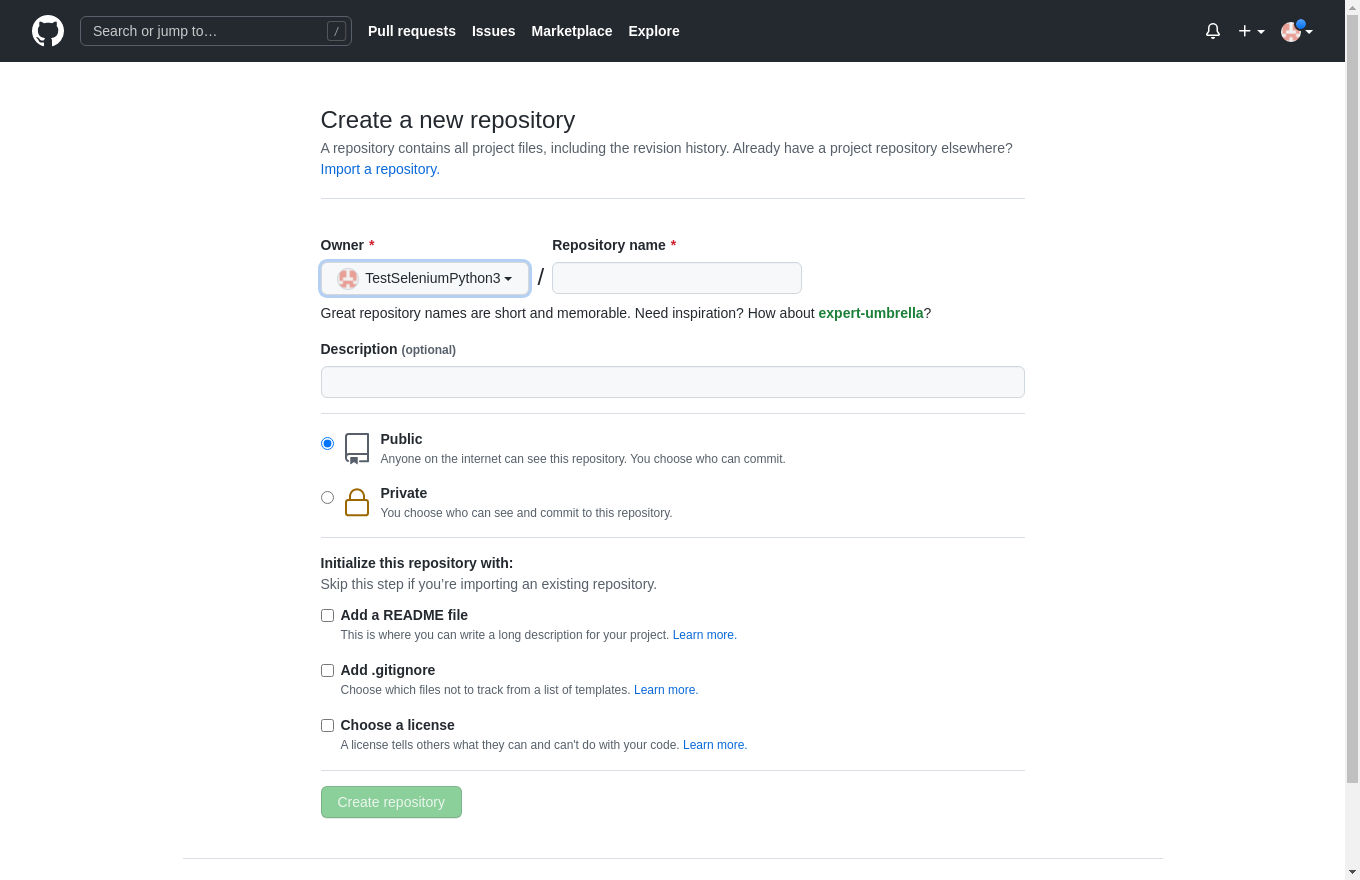 Search or jump to…
/
Pull requests
Issues
Marketplace
Explore
Create a new repository
A repository contains all project files, including the revision history. Already have a project repository elsewhere?
Import a repository.
Owner *
Repository name *
TestSeleniumPython3
/
Great repository names are short and memorable. Need inspiration? How about expert-umbrella?
Description (optional)
Public
Anyone on the internet can see this repository. You choose who can commit.
Private
You choose who can see and commit to this repository.
Initialize this repository with:
Skip this step if you’re importing an existing repository.
Add a README file
This is where you can write a long description for your project. Learn more.
Add .gitignore
Choose which files not to track from a list of templates. Learn more.
Choose a license
A license tells others what they can and can't do with your code. Learn more.
Create repository